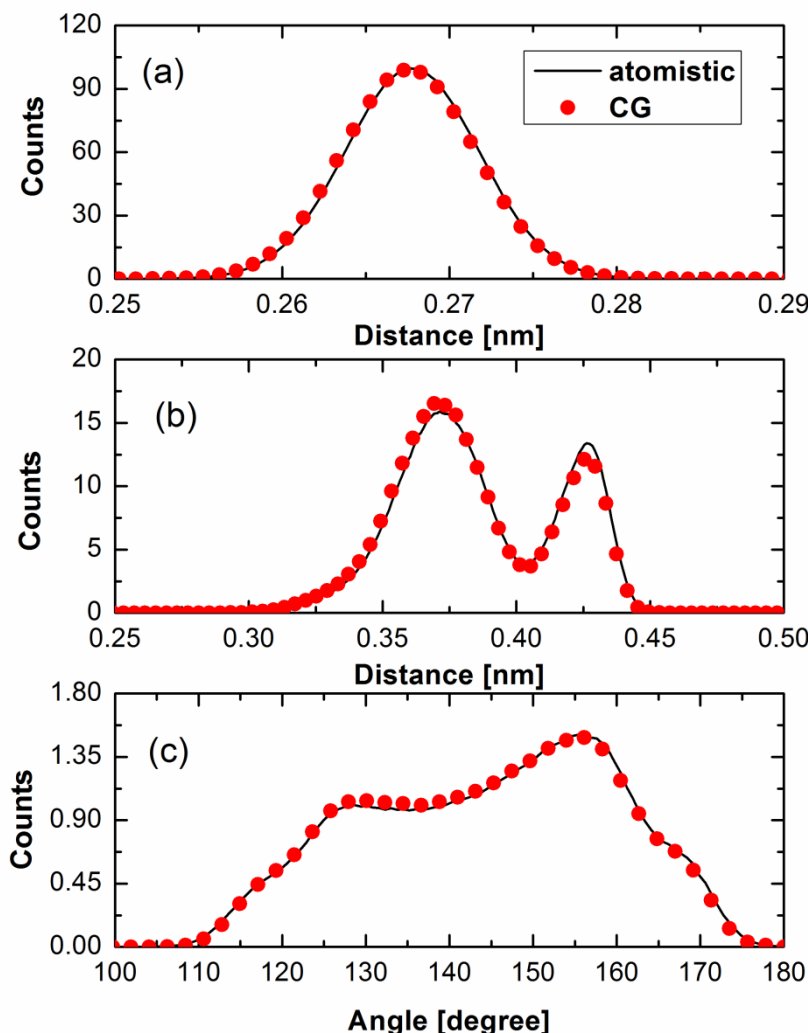 120
(a)
atomistic
CG
90
60
30
0
Counts
0.25 0.26 0.27 0.28 0.29
Distance [nm]
20
(b)
15
10
5
0
Counts
0.25 0.30 0.35 0.40 0.45 0.50
Distance [nm]
1.80
(c)
1.35
0.90
0.45
0.00
Counts
100 110 120 130 140 150 160 170 180
Angle [degree]